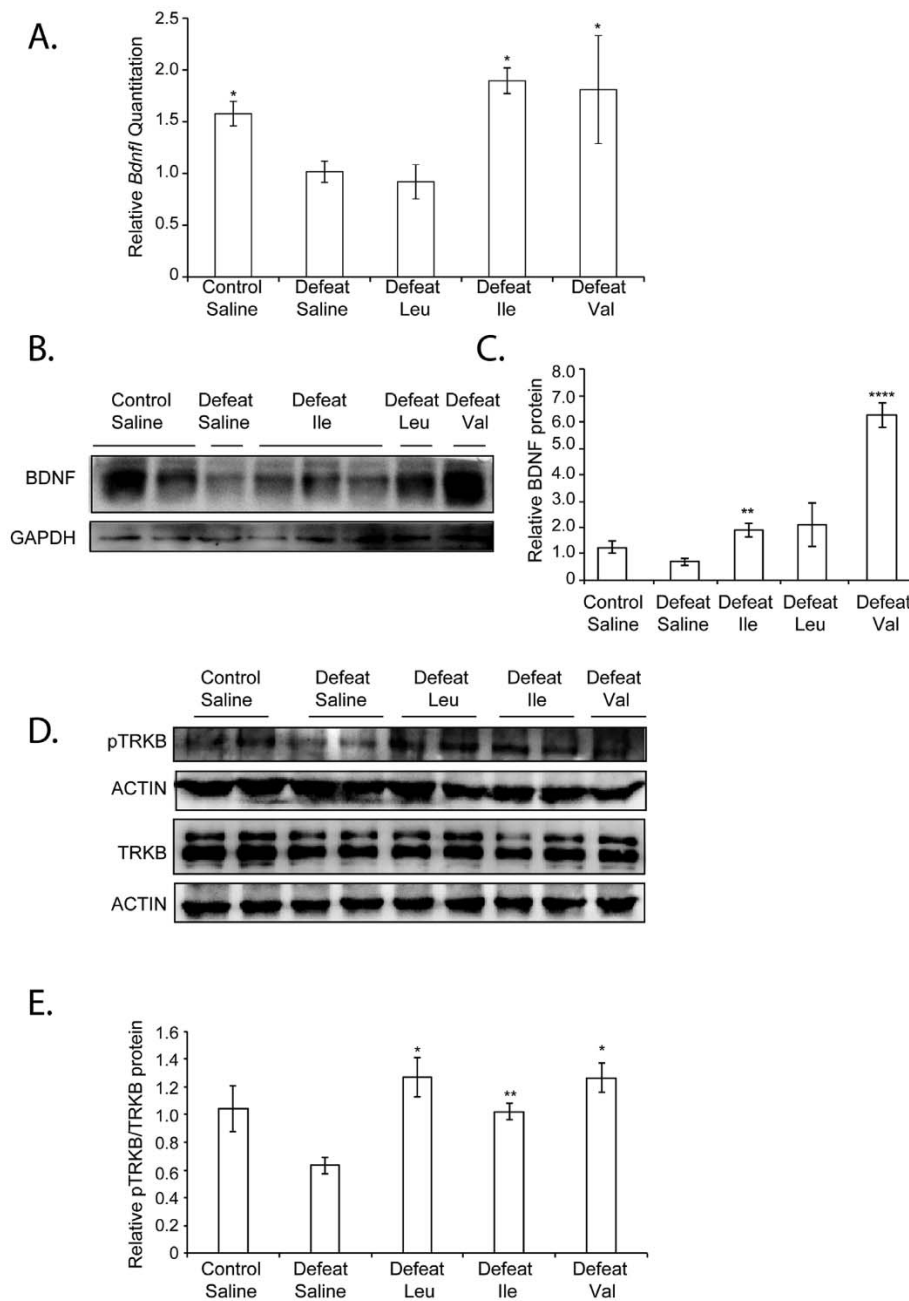 A.
Relative BdnfI Quantitation
2.5
2.0
1.5
1.0
0.5
0
*
*
*
Control Defeat Defeat Defeat Defeat
Saline Saline Leu Ile Val
B.
Control Defeat Defeat Defeat Defeat
Saline Saline Ile Leu Val
BDNF
GAPDH
C.
Relative BDNF protein
8.0
7.0
6.0
5.0
4.0
3.0
2.0
1.0
0
**
****
Control Defeat Defeat Defeat Defeat
Saline Saline Ile Leu Val
D.
Control Defeat Defeat Defeat Defeat
Saline Saline Leu Ile Val
pTRKB
ACTIN
TRKB
ACTIN
E.
Relative pTRKB/TRKB protein
1.6
1.4
1.2
1.0
0.8
0.6
0.4
0.2
0
*
**
*
Control Defeat Defeat Defeat Defeat
Saline Saline Leu Ile Val